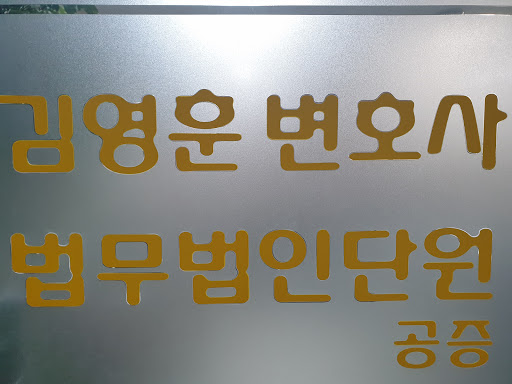 김영훈 변호사
법무법인단원
공증